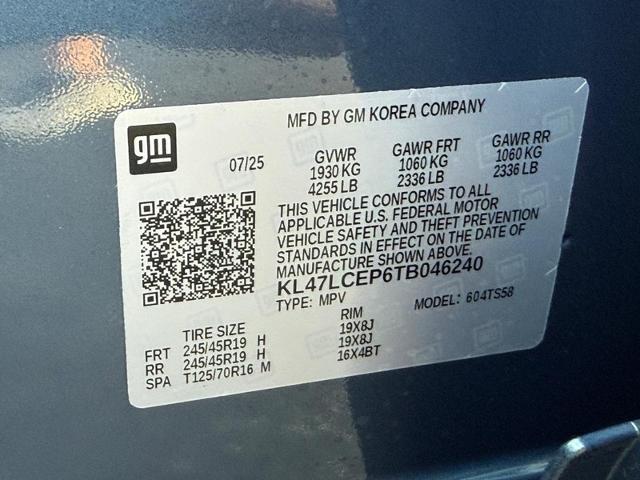 MFD BY GM KOREA COMPANY
gm
07/25
GVWR GAWR FRT GAWR RR
1930 KG 1060 KG 1060 KG
4255 LB 2336 LB 2336 LB
THIS VEHICLE CONFORMS TO ALL
APPLICABLE U.S. FEDERAL MOTOR
VEHICLE SAFETY AND THEFT PREVENTION
STANDARDS IN EFFECT ON THE DATE OF
MANUFACTURE SHOWN ABOVE.
KL47LCEP6TB046240
TYPE: MPV MODEL: 604TS58
TIRE SIZE RIM
FRT 245/45R19 H 19X8J
RR 245/45R19 H 19X8J
SPA T125/70R16 M 16X4BT